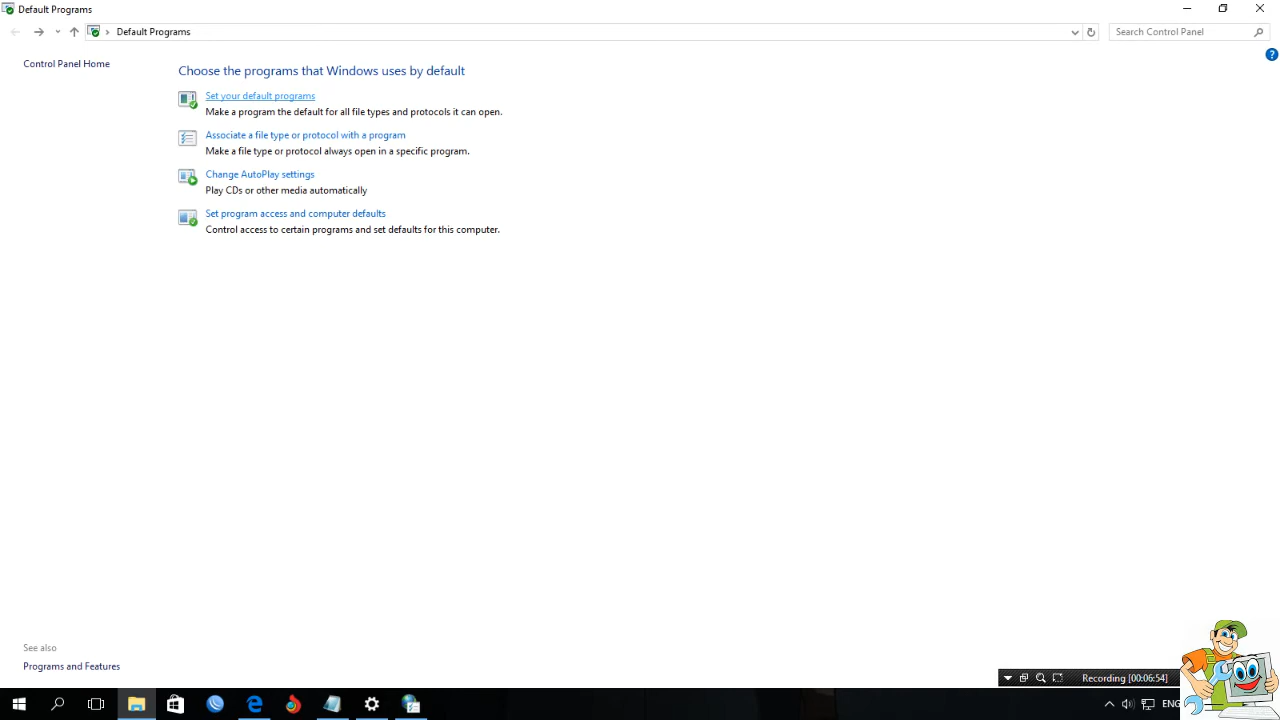 Default Programs
Default Programs
Search Control Panel
Control Panel Home
Choose the programs that Windows uses by default
Set your default programs
Make a program the default for all file types and protocols it can open.
Associate a file type or protocol with a program
Make a file type or protocol always open in a specific program.
Change AutoPlay settings
Play CDs or other media automatically
Set program access and computer defaults
Control access to certain programs and set defaults for this computer.
See also
Programs and Features
Recording [00:06:54]
ENG